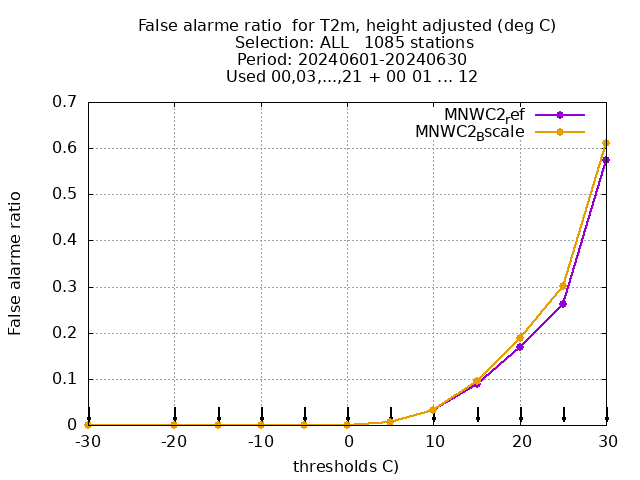 False alarme ratio  for T2m, height adjusted (deg C)
Selection: ALL   1085 stations
Period: 20240601-20240630
Used 00,03,...,21 + 00 01 ... 12
MNWC2ref
MNWC2Bscale
0.7
0.6
0.5
0.4
0.3
0.2
0.1
0
False alarme ratio
-30
-20
-10
0
10
20
30
thresholds C)